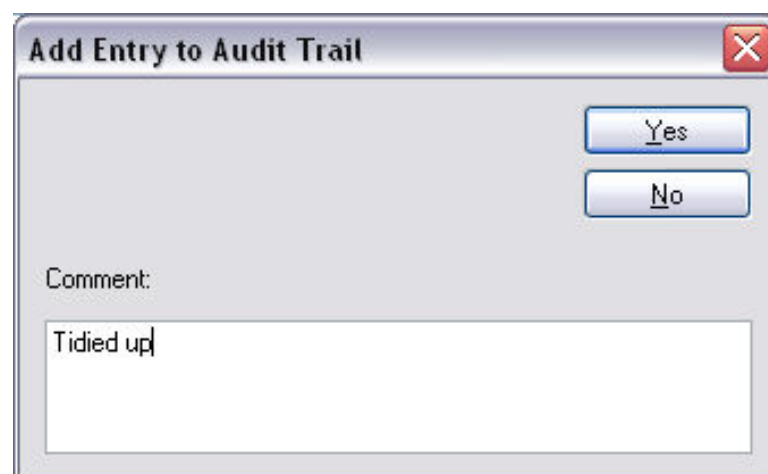 Add Entry to Audit Trail
Yes
No
Comment:
Tidied up